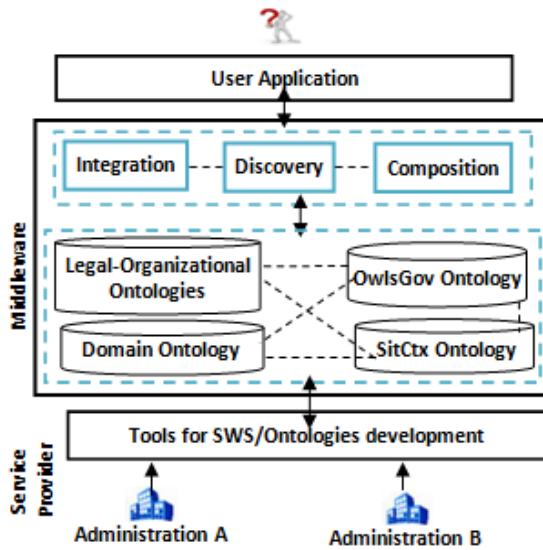 ?
User Application
Middleware
Integration
Discovery
Composition
Legal-Organizational
Ontologies
OwlsGov Ontology
Domain Ontology
SitCtx Ontology
Service
Provider
Tools for SWS/Ontologies development
Administration A
Administration B